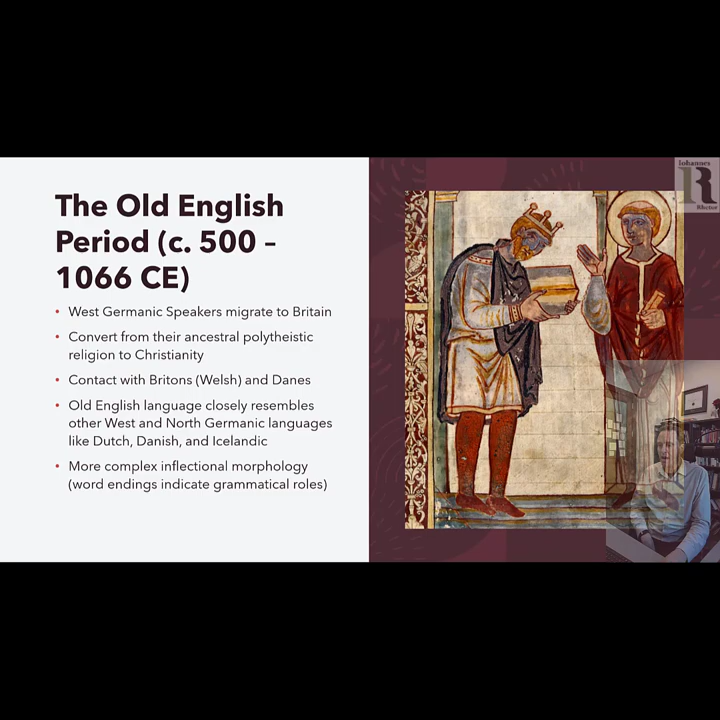 The Old English
Period (c. 500 –
1066 CE)
• West Germanic Speakers migrate to Britain
• Convert from their ancestral polytheistic
religion to Christianity
• Contact with Britons (Welsh) and Danes
• Old English language closely resembles
other West and North Germanic languages
like Dutch, Danish, and Icelandic
• More complex inflectional morphology
(word endings indicate grammatical roles)
Iohannes
R
Rhetor